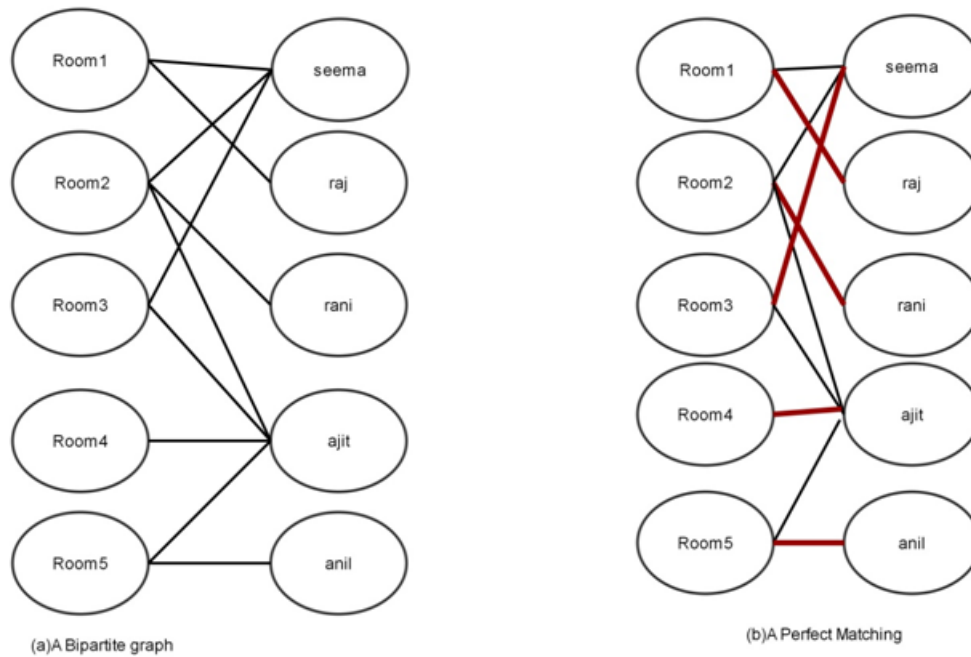 Room1
seema
Room2
raj
Room3
rani
Room4
ajit
Room5
anil
(a)A Bipartite graph
Room1
seema
Room2
raj
Room3
rani
Room4
ajit
Room5
anil
(b)A Perfect Matching